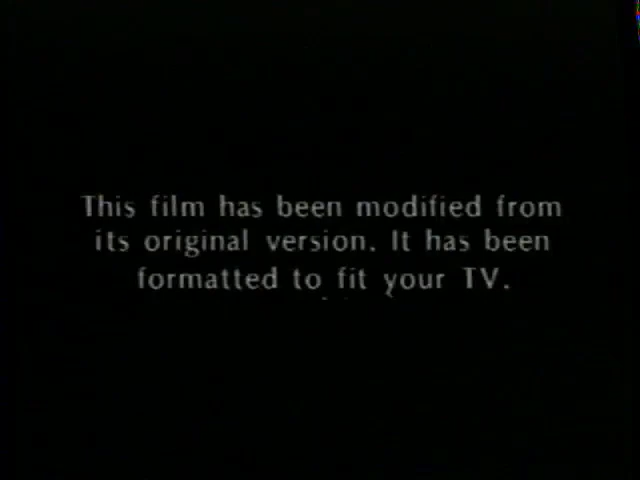 This film has been modified from
its original version. It has been
formatted to fit your TV.